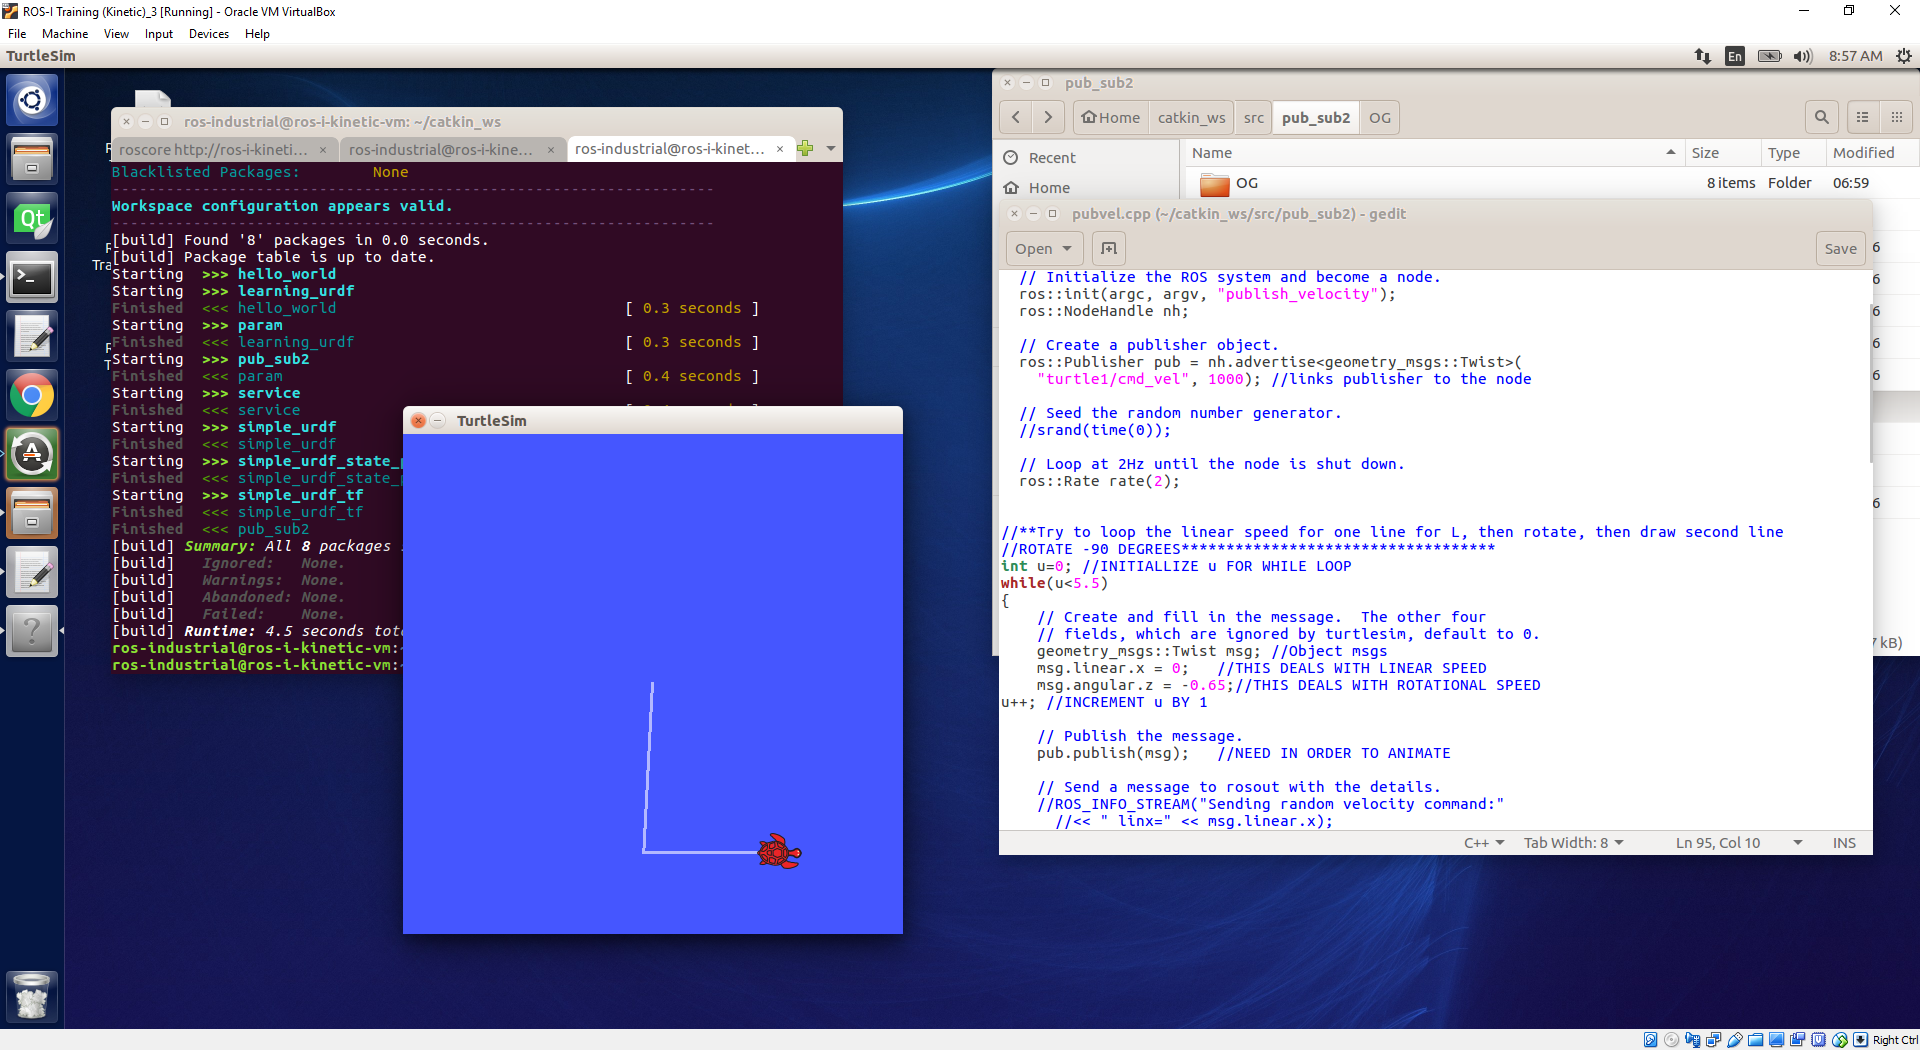 ROS-I Training (Kinetic)_3 [Running] - Oracle VM VirtualBox
File Machine View Input Devices Help
TurtleSim
En
8:57 AM
ros-industrial@ros-i-kinetic-vm: ~/catkin_ws
roscore http://ros-i-kineti... ×
ros-industrial@ros-i-kine... ×
ros-industrial@ros-i-kinet... ×
Blacklisted Packages: None
----------------------------------------------------------------
Workspace configuration appears valid.
----------------------------------------------------------------
[build] Found '8' packages in 0.0 seconds.
[build] Package table is up to date.
Starting >>> hello_world
Starting >>> learning_urdf
Finished <<< hello_world [ 0.3 seconds ]
Starting >>> param
Finished <<< learning_urdf [ 0.3 seconds ]
Starting >>> pub_sub2
Finished <<< param [ 0.4 seconds ]
Starting >>> service
Finished <<< service
Starting >>> simple_urdf
Finished <<< simple_urdf
Starting >>> simple_urdf_state_
Finished <<< simple_urdf_state_
Starting >>> simple_urdf_tf
Finished <<< simple_urdf_tf
Finished <<< pub_sub2
[build] Summary: All 8 packages
[build] Ignored: None.
[build] Warnings: None.
[build] Abandoned: None.
[build] Failed: None.
[build] Runtime: 4.5 seconds tot
ros-industrial@ros-i-kinetic-vm:
ros-industrial@ros-i-kinetic-vm:
TurtleSim
pub_sub2
Home catkin_ws src pub_sub2 OG
Recent
Home
Name Size Type Modified
OG 8 items Folder 06:59
6
6
6
6
6
6
kB)
pubvel.cpp (~/catkin_ws/src/pub_sub2) - gedit
Open
Save
// Initialize the ROS system and become a node.
ros::init(argc, argv, "publish_velocity");
ros::NodeHandle nh;
// Create a publisher object.
ros::Publisher pub = nh.advertise<geometry_msgs::Twist>(
"turtle1/cmd_vel", 1000); //links publisher to the node
// Seed the random number generator.
//srand(time(0));
// Loop at 2Hz until the node is shut down.
ros::Rate rate(2);
//**Try to loop the linear speed for one line for L, then rotate, then draw second line
//ROTATE -90 DEGREES***********************************
int u=0; //INITIALLIZE u FOR WHILE LOOP
while(u<5.5)
{
// Create and fill in the message. The other four
// fields, which are ignored by turtlesim, default to 0.
geometry_msgs::Twist msg; //Object msgs
msg.linear.x = 0; //THIS DEALS WITH LINEAR SPEED
msg.angular.z = -0.65;//THIS DEALS WITH ROTATIONAL SPEED
u++; //INCREMENT u BY 1
// Publish the message.
pub.publish(msg); //NEED IN ORDER TO ANIMATE
// Send a message to rosout with the details.
//ROS_INFO_STREAM("Sending random velocity command:"
//<< " linx=" << msg.linear.x);
C++ Tab Width: 8 Ln 95, Col 10 INS
Right Ctrl